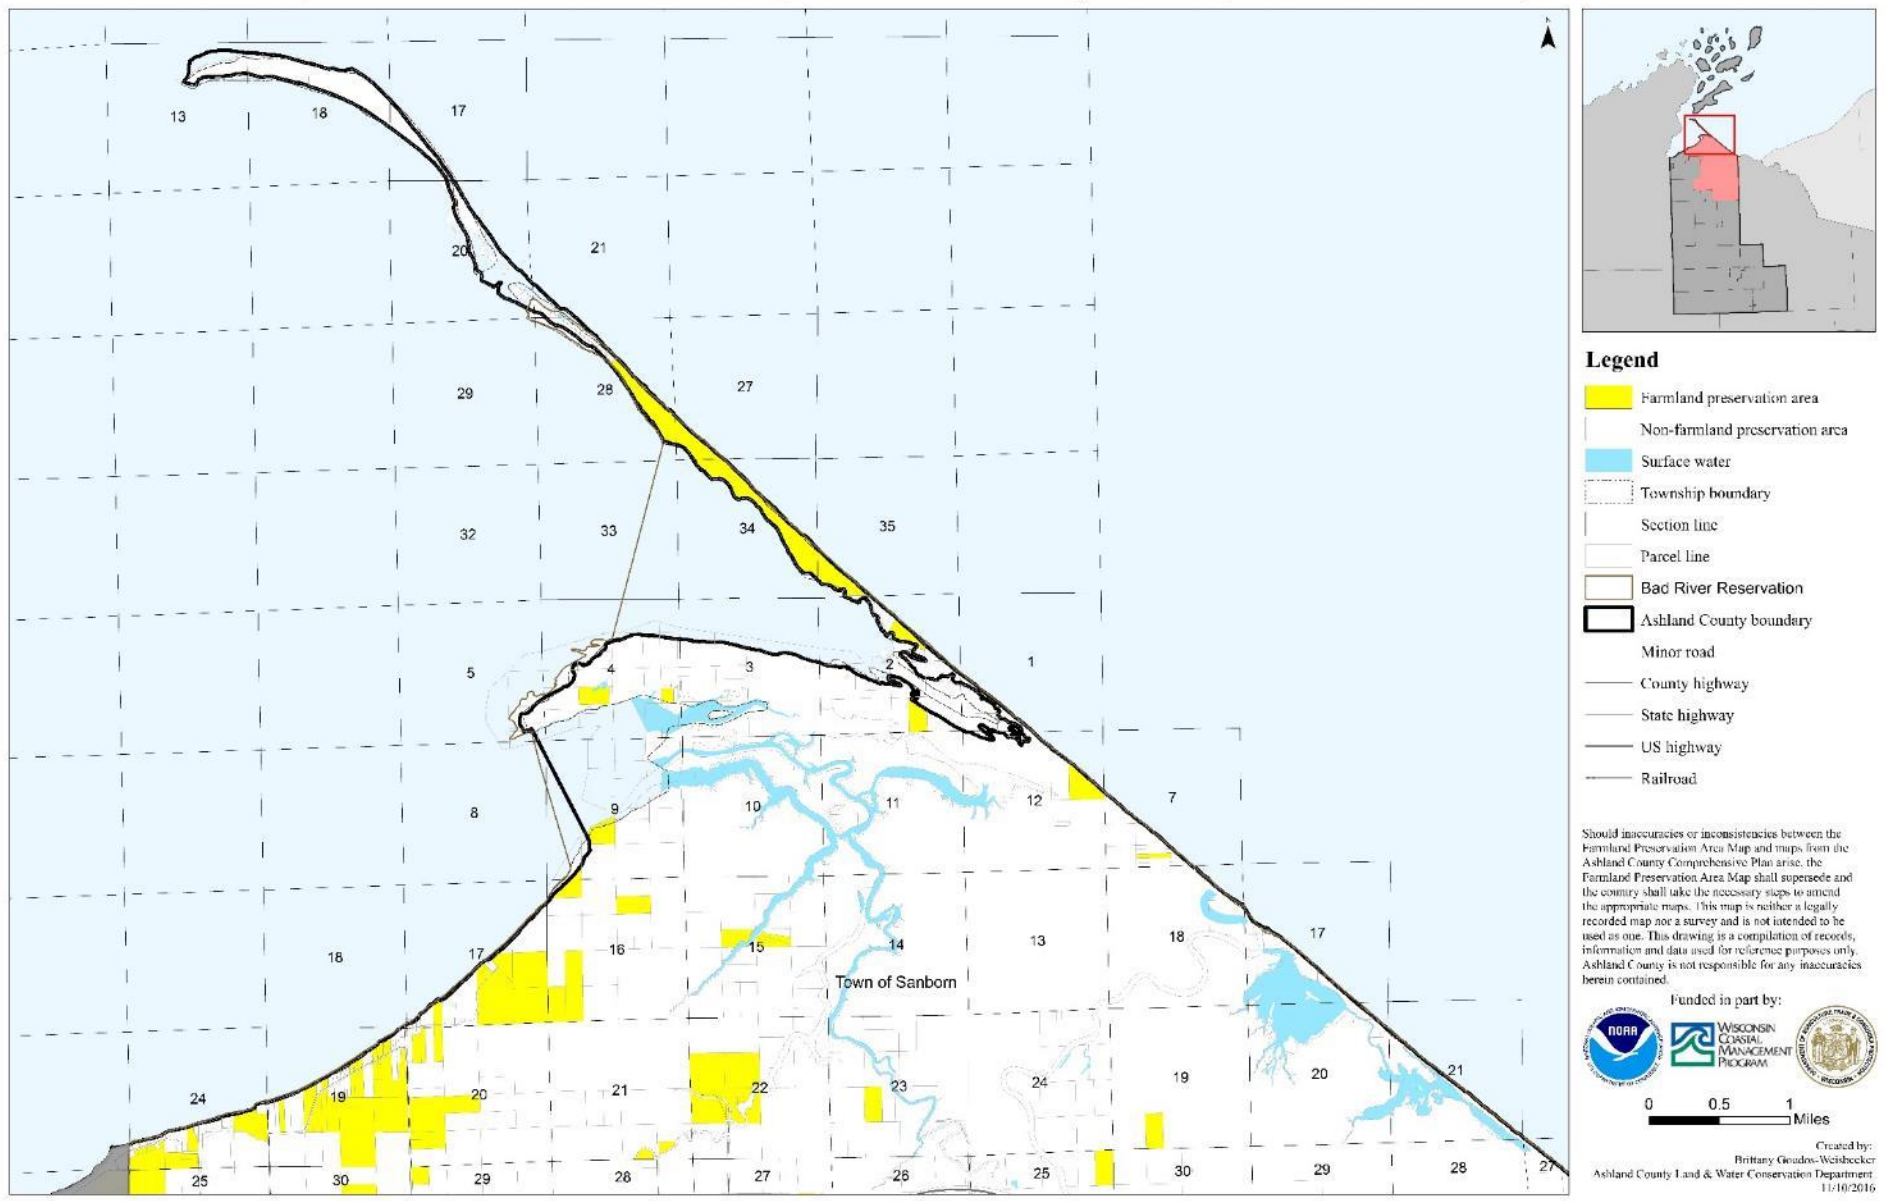 13
18
17
20
21
29
28
27
32
33
34
35
5
4
3
2
1
8
9
10
11
12
7
18
17
16
15
14
13
18
17
Town of Sanborn
24
19
20
21
22
23
24
19
20
21
25
30
29
28
27
26
25
30
29
28
27
Legend
Farmland preservation area
Non-farmland preservation area
Surface water
Township boundary
Section line
Parcel line
Bad River Reservation
Ashland County boundary
Minor road
County highway
State highway
US highway
Railroad
Should inaccuracies or inconsistencies between the
Farmland Preservation Area Map and maps from the
Ashland County Comprehensive Plan arise, the
Farmland Preservation Area Map shall supersede and
the country shall take the necessary steps to amend
the appropriate maps. This map is neither a legally
recorded map nor a survey and is not intended to be
used as one. This drawing is a compilation of records,
information and data used for reference purposes only.
Ashland County is not responsible for any inaccuracies
herein contained.
Funded in part by:
NOAA
WISCONSIN
COASTAL
MANAGEMENT
PROGRAM
0 0.5 1
Miles
Created by:
Brittany Goudos-Weisbecker
Ashland County Land & Water Conservation Department
11/10/2016